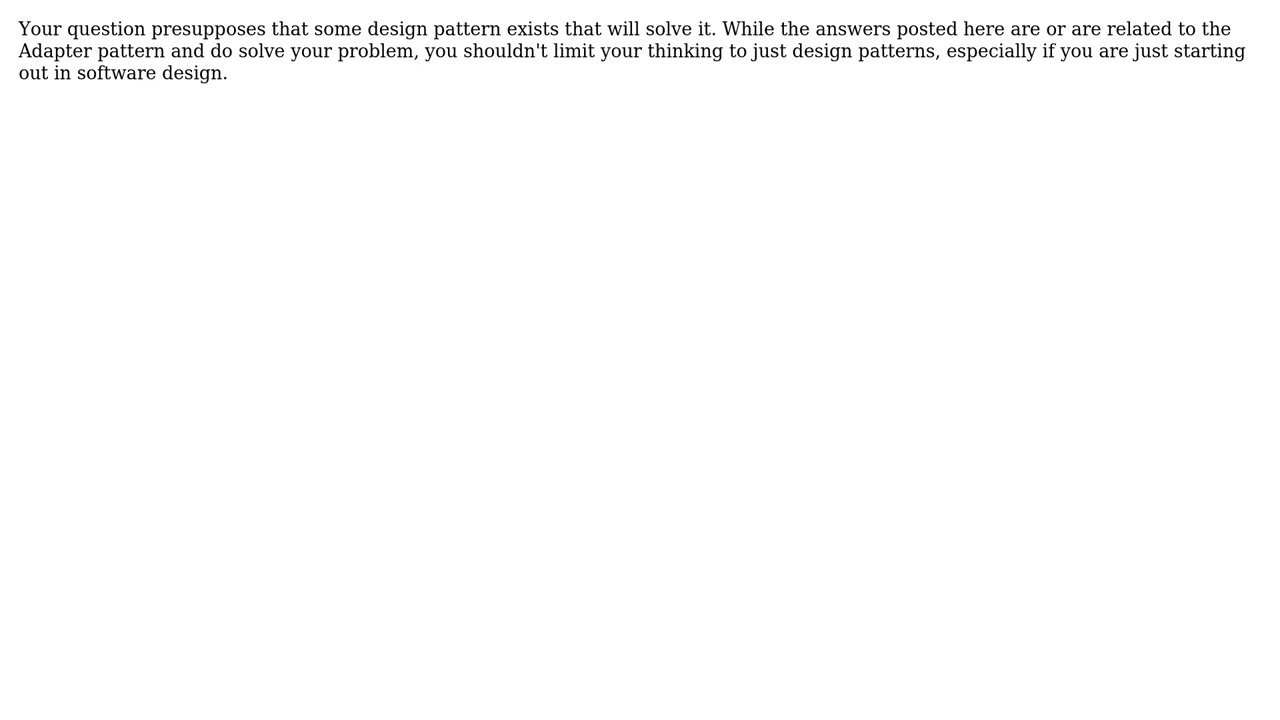 Your question presupposes that some design pattern exists that will solve it. While the answers posted here are or are related to the
Adapter pattern and do solve your problem, you shouldn't limit your thinking to just design patterns, especially if you are just starting
out in software design.